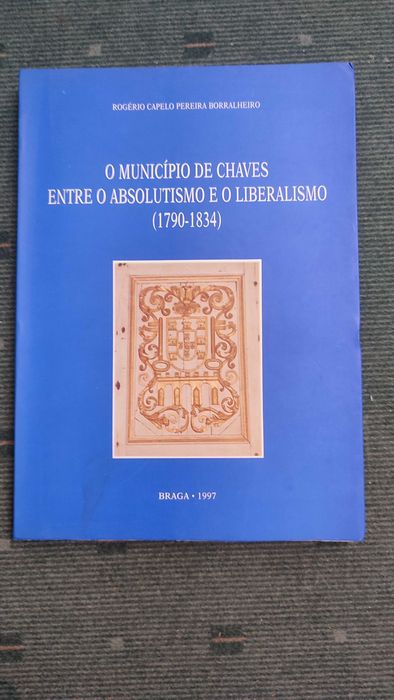 ROGÉRIO CAPELO PEREIRA BORRALHEIRO
O MUNICÍPIO DE CHAVES
ENTRE O ABSOLUTISMO E O LIBERALISMO
(1790-1834)
BRAGA • 1997